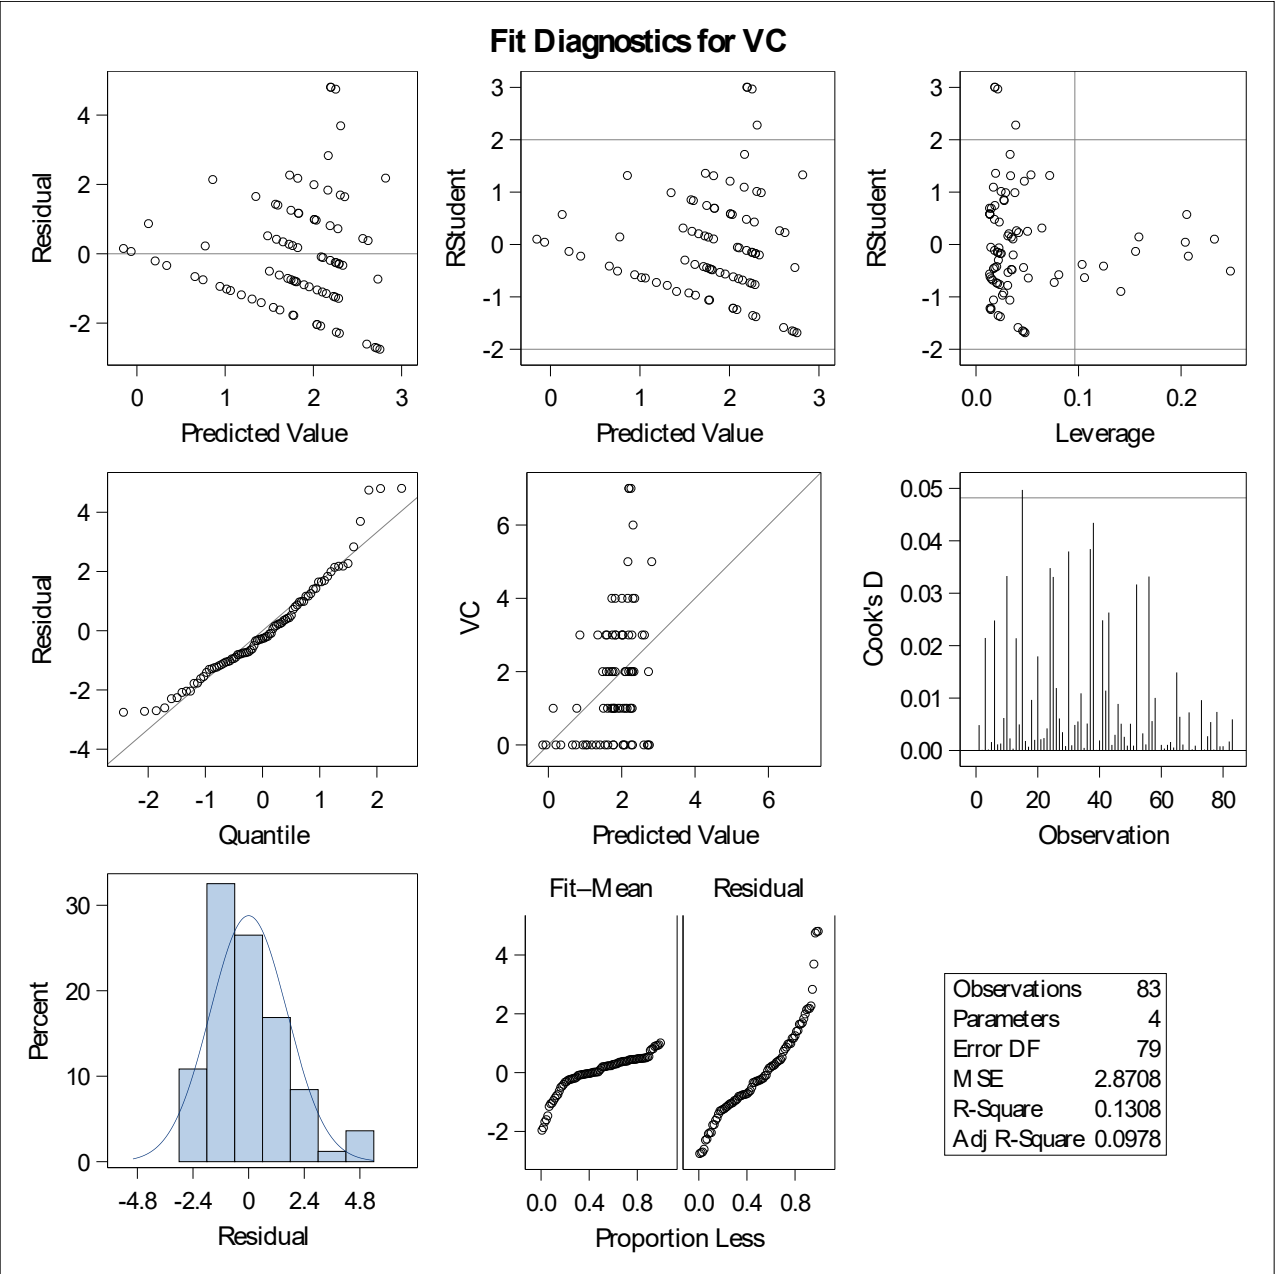 Fit Diagnostics for VC
4
2
0
-2
Residual
0 1 2 3
Predicted Value
3
2
1
0
-1
-2
RStudent
0 1 2 3
Predicted Value
3
2
1
0
-1
-2
RStudent
0.0 0.1 0.2
Leverage
4
2
0
-2
-4
Residual
-2 -1 0 1 2
Quantile
6
4
2
0
VC
0 2 4 6
Predicted Value
0.05
0.04
0.03
0.02
0.01
0.00
Cook's D
0 20 40 60 80
Observation
30
20
10
0
Percent
-4.8 -2.4 0 2.4 4.8
Residual
Fit–Mean Residual
4
2
0
-2
0.0 0.4 0.8 0.0 0.4 0.8
Proportion Less
Observations 83
Parameters 4
Error DF 79
MSE 2.8708
R-Square 0.1308
Adj R-Square 0.0978